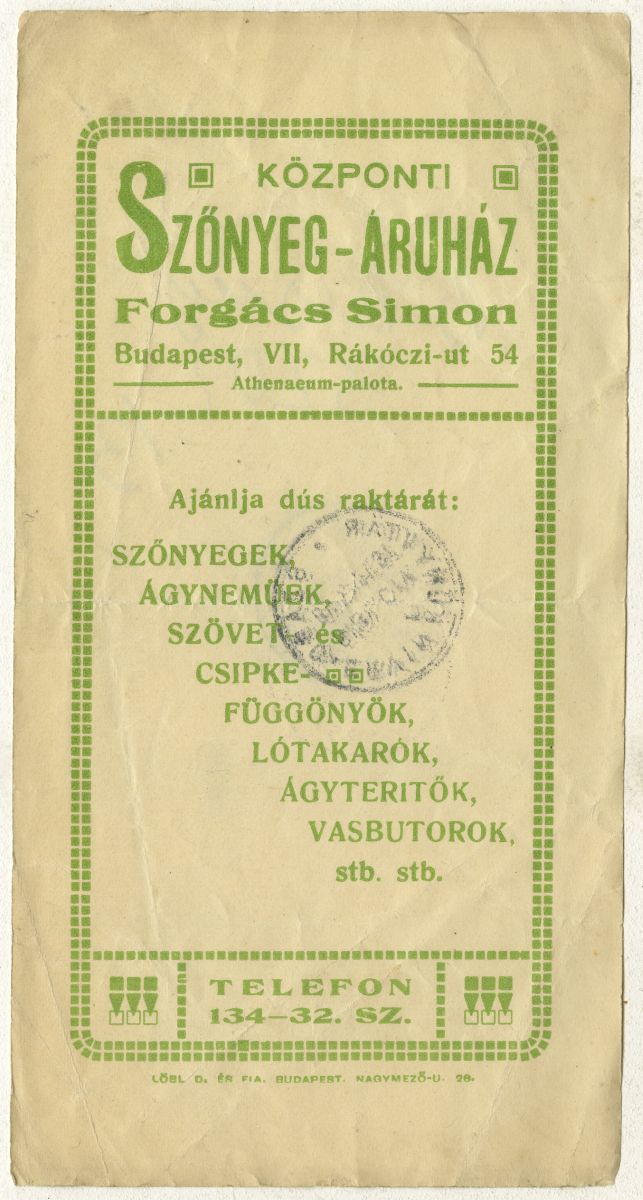 KÖZPONTI
SZŐNYEG-ÁRUHÁZ
Forgács Simon
Budapest, VII, Rákóczi-ut 54
Athenaeum-palota.
Ajánlja dús raktárát:
SZŐNYEGEK,
ÁGYNEMŰEK,
SZÖVET- és
CSIPKE-
FÜGGÖNYÖK,
LÓTAKARÓK,
ÁGYTERITŐK,
VASBUTOROK,
stb. stb.
TELEFON
134—32. SZ.
LÖBL D. ÉS FIA, BUDAPEST, NAGYMEZŐ-U. 28.